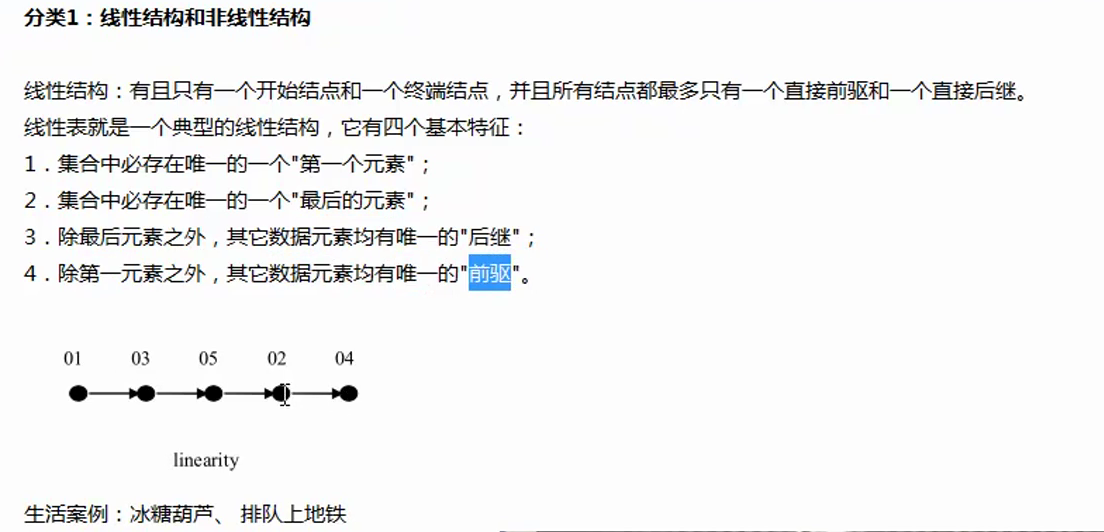 分类1：线性结构和非线性结构
线性结构：有且只有一个开始结点和一个终端结点，并且所有结点都最多只有一个直接前驱和一个直接后继。
线性表就是一个典型的线性结构，它有四个基本特征：
1．集合中必存在唯一的一个"第一个元素"；
2．集合中必存在唯一的一个"最后的元素"；
3．除最后元素之外，其它数据元素均有唯一的"后继"；
4．除第一元素之外，其它数据元素均有唯一的"前驱"。
01 03 05 02 04
linearity
生活案例：冰糖葫芦、 排队上地铁